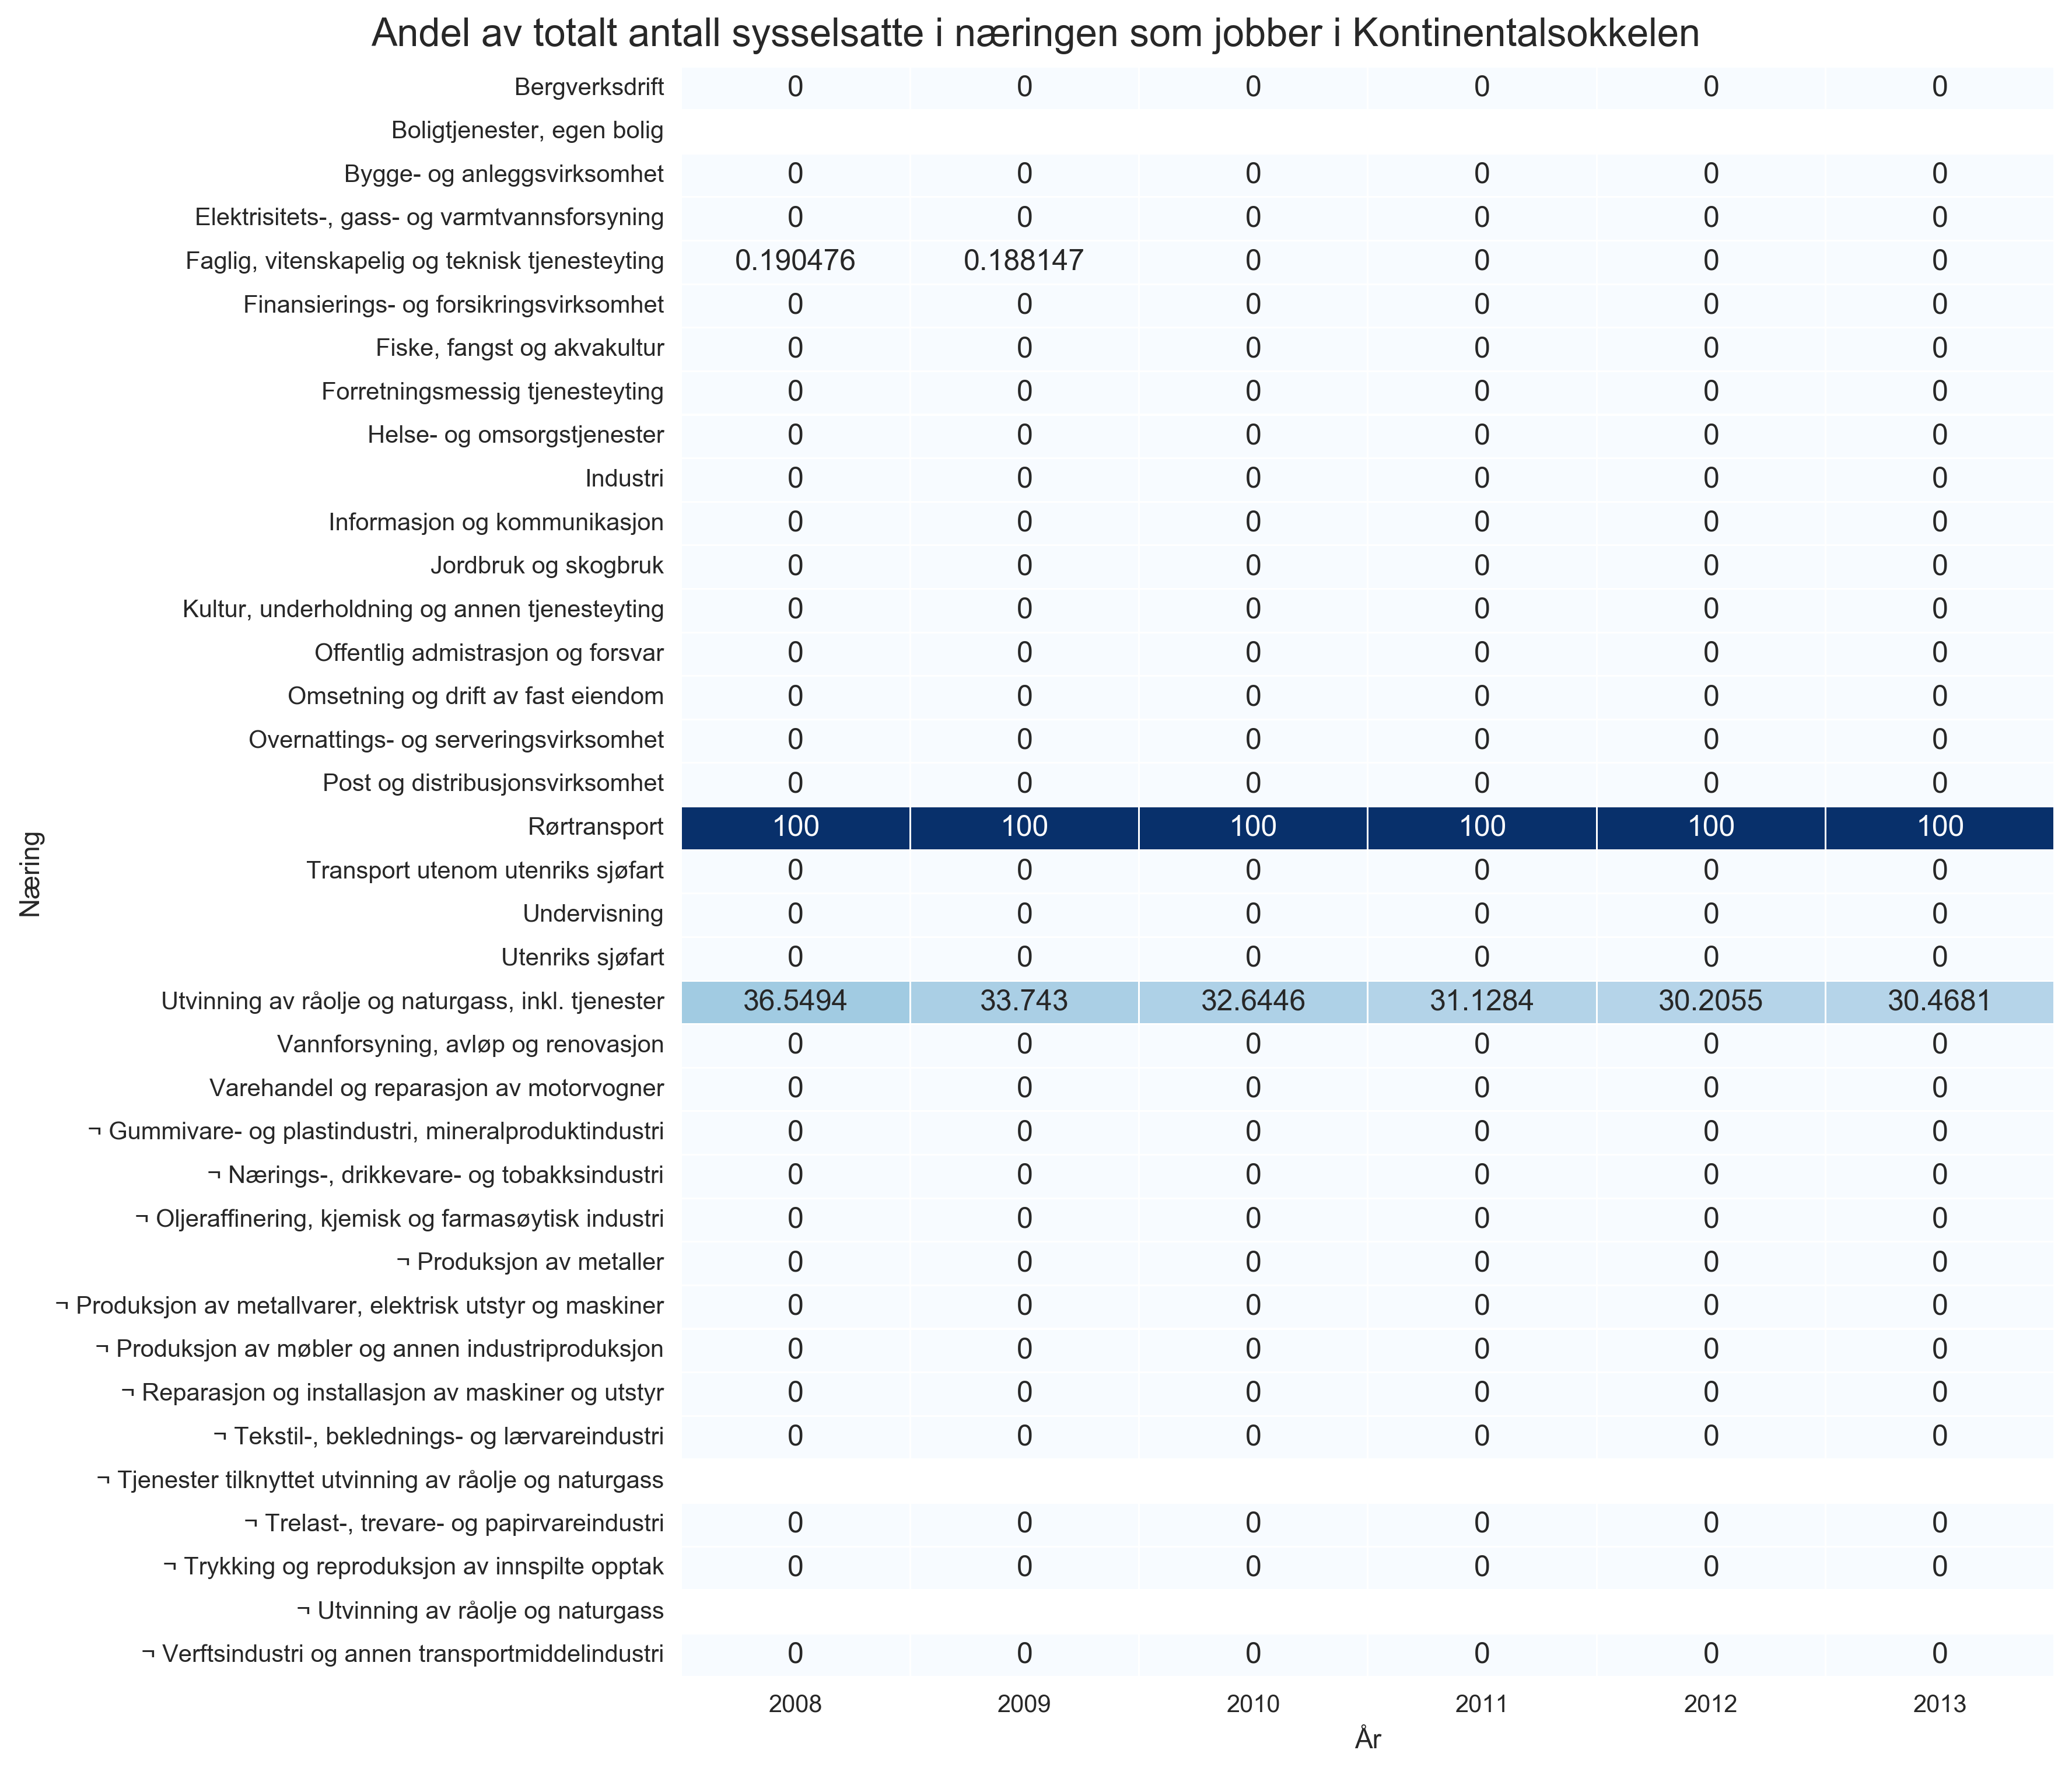 Andel av totalt antall sysselsatte i næringen som jobber i Kontinentalsokkelen
Næring
Bergverksdrift 0 0 0 0 0 0
Boligtjenester, egen bolig
Bygge- og anleggsvirksomhet 0 0 0 0 0 0
Elektrisitets-, gass- og varmtvannsforsyning 0 0 0 0 0 0
Faglig, vitenskapelig og teknisk tjenesteyting 0.190476 0.188147 0 0 0 0
Finansierings- og forsikringsvirksomhet 0 0 0 0 0 0
Fiske, fangst og akvakultur 0 0 0 0 0 0
Forretningsmessig tjenesteyting 0 0 0 0 0 0
Helse- og omsorgstjenester 0 0 0 0 0 0
Industri 0 0 0 0 0 0
Informasjon og kommunikasjon 0 0 0 0 0 0
Jordbruk og skogbruk 0 0 0 0 0 0
Kultur, underholdning og annen tjenesteyting 0 0 0 0 0 0
Offentlig admistrasjon og forsvar 0 0 0 0 0 0
Omsetning og drift av fast eiendom 0 0 0 0 0 0
Overnattings- og serveringsvirksomhet 0 0 0 0 0 0
Post og distribusjonsvirksomhet 0 0 0 0 0 0
Rørtransport 100 100 100 100 100 100
Transport utenom utenriks sjøfart 0 0 0 0 0 0
Undervisning 0 0 0 0 0 0
Utenriks sjøfart 0 0 0 0 0 0
Utvinning av råolje og naturgass, inkl. tjenester 36.5494 33.743 32.6446 31.1284 30.2055 30.4681
Vannforsyning, avløp og renovasjon 0 0 0 0 0 0
Varehandel og reparasjon av motorvogner 0 0 0 0 0 0
¬ Gummivare- og plastindustri, mineralproduktindustri 0 0 0 0 0 0
¬ Nærings-, drikkevare- og tobakksindustri 0 0 0 0 0 0
¬ Oljeraffinering, kjemisk og farmasøytisk industri 0 0 0 0 0 0
¬ Produksjon av metaller 0 0 0 0 0 0
¬ Produksjon av metallvarer, elektrisk utstyr og maskiner 0 0 0 0 0 0
¬ Produksjon av møbler og annen industriproduksjon 0 0 0 0 0 0
¬ Reparasjon og installasjon av maskiner og utstyr 0 0 0 0 0 0
¬ Tekstil-, beklednings- og lærvareindustri 0 0 0 0 0 0
¬ Tjenester tilknyttet utvinning av råolje og naturgass
¬ Trelast-, trevare- og papirvareindustri 0 0 0 0 0 0
¬ Trykking og reproduksjon av innspilte opptak 0 0 0 0 0 0
¬ Utvinning av råolje og naturgass
¬ Verftsindustri og annen transportmiddelindustri 0 0 0 0 0 0
2008 2009 2010 2011 2012 2013
År